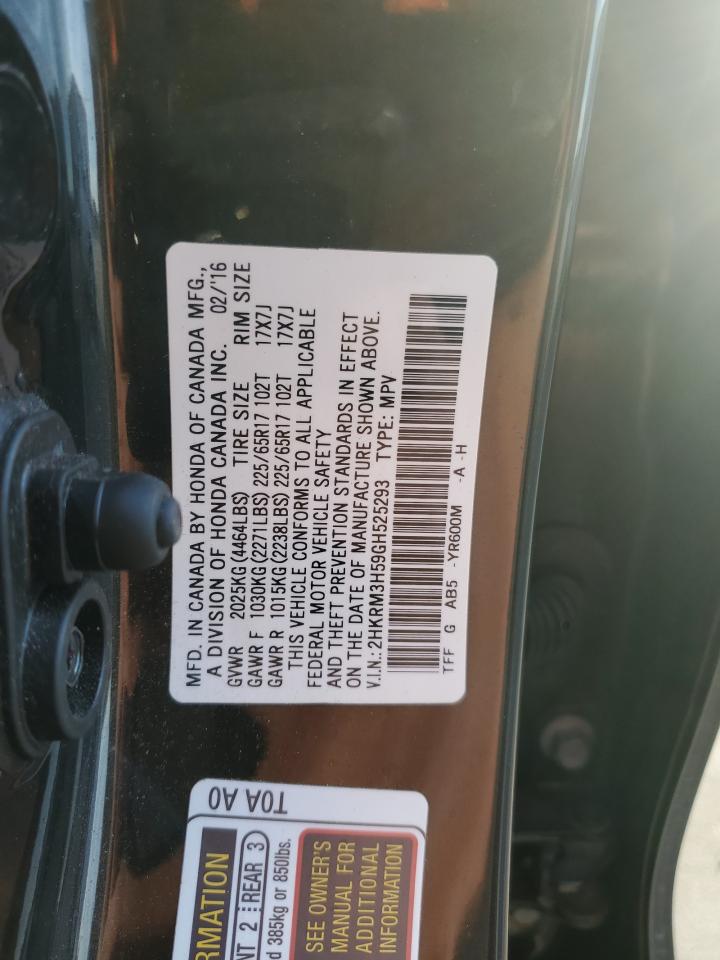 MFD. IN CANADA BY HONDA OF CANADA MFG.,
A DIVISION OF HONDA CANADA INC. 02/'16
GVWR 2025KG(4464LBS) TIRE SIZE RIM SIZE
GAWR F 1030KG(2271LBS) 225/65R17 102T 17X7J
GAWR R 1015KG(2238LBS) 225/65R17 102T 17X7J
THIS VEHICLE CONFORMS TO ALL APPLICABLE
FEDERAL MOTOR VEHICLE SAFETY
AND THEFT PREVENTION STANDARDS IN EFFECT
ON THE DATE OF MANUFACTURE SHOWN ABOVE.
V.I.N.: 2HKRM3H59GH525293 TYPE: MPV
TFF G AB5 -YR600M -A -H
T0A A0
RMATION
NT 2 REAR 3
d 385kg or 850lbs.
SEE OWNER'S
MANUAL FOR
ADDITIONAL
INFORMATION